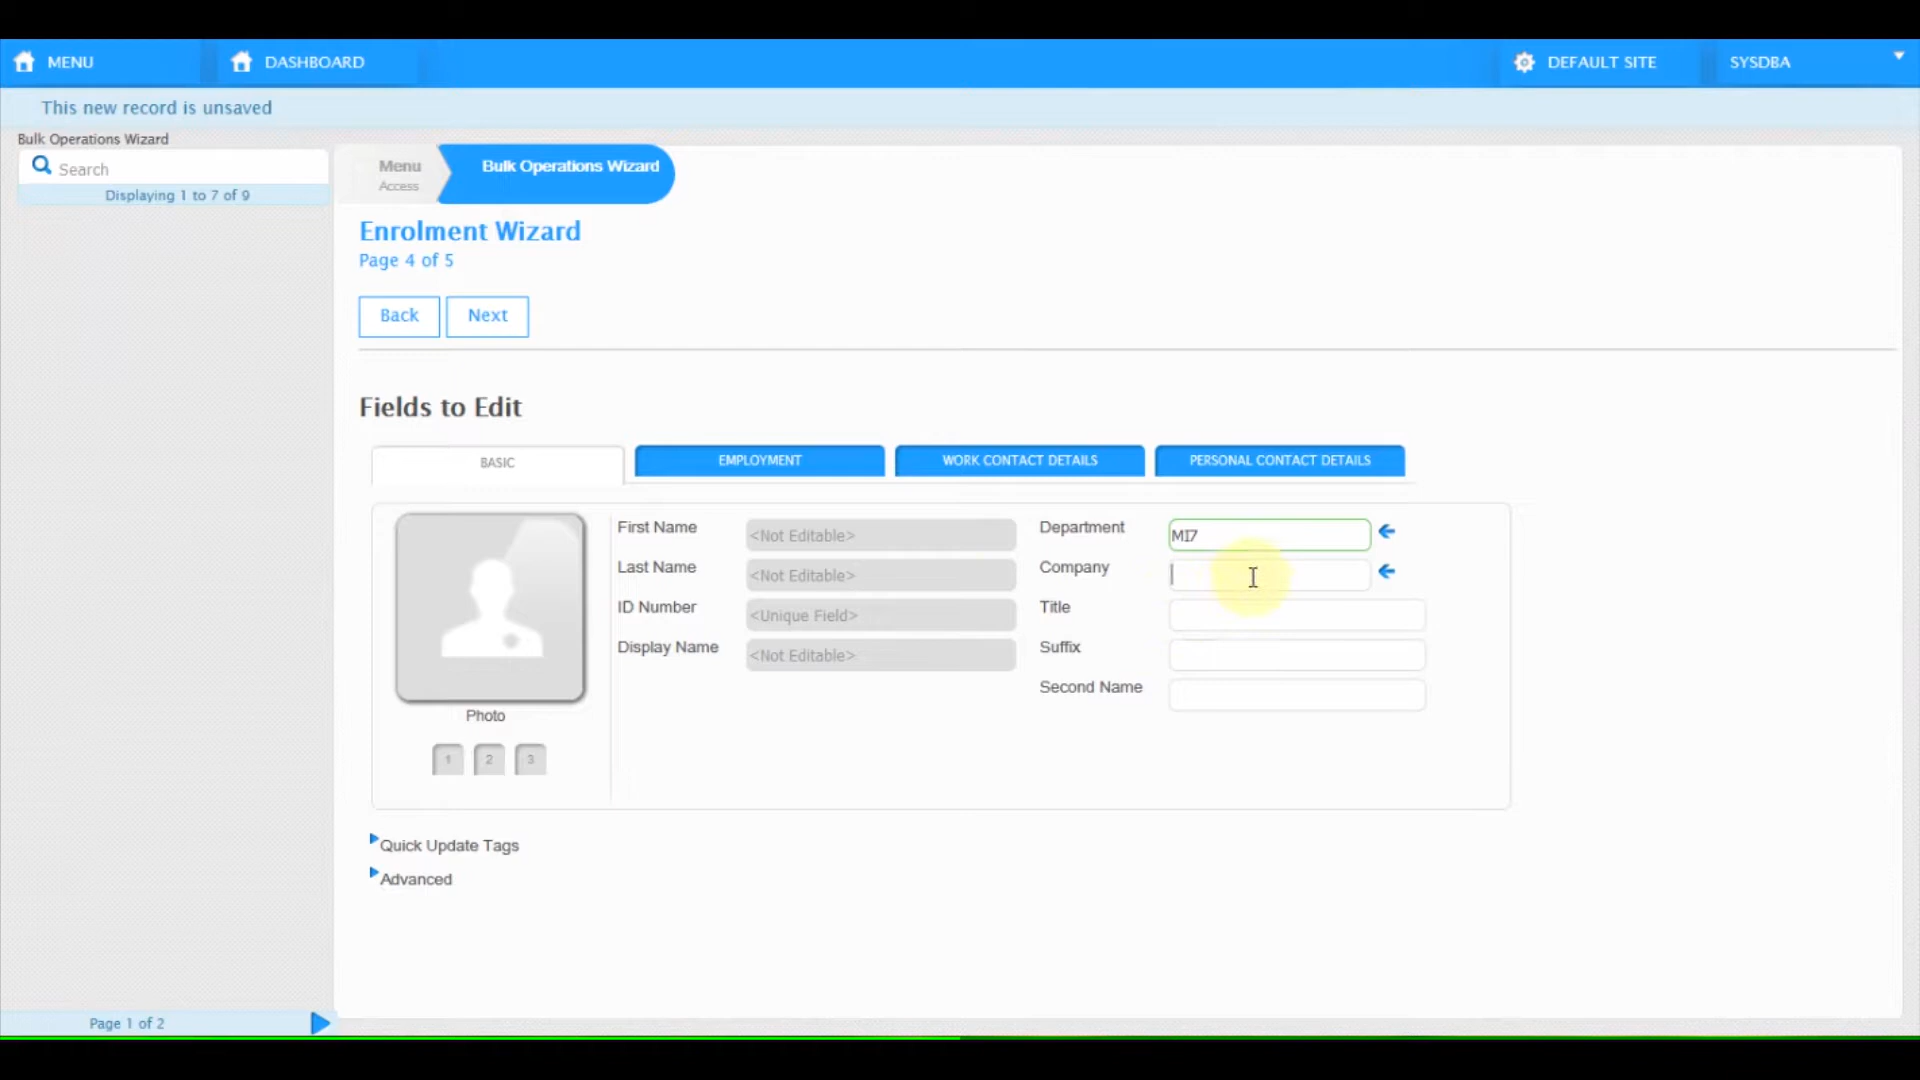 MENU
DASHBOARD
DEFAULT SITE
SYSDBA
This new record is unsaved
Bulk Operations Wizard
Search
Displaying 1 to 7 of 9
Menu
Access
Bulk Operations Wizard
Enrolment Wizard
Page 4 of 5
Back
Next
Fields to Edit
BASIC
EMPLOYMENT
WORK CONTACT DETAILS
PERSONAL CONTACT DETAILS
Photo
1 2 3
First Name <Not Editable>
Last Name <Not Editable>
ID Number <Unique Field>
Display Name <Not Editable>
Department MI7
Company
Title
Suffix
Second Name
Quick Update Tags
Advanced
Page 1 of 2